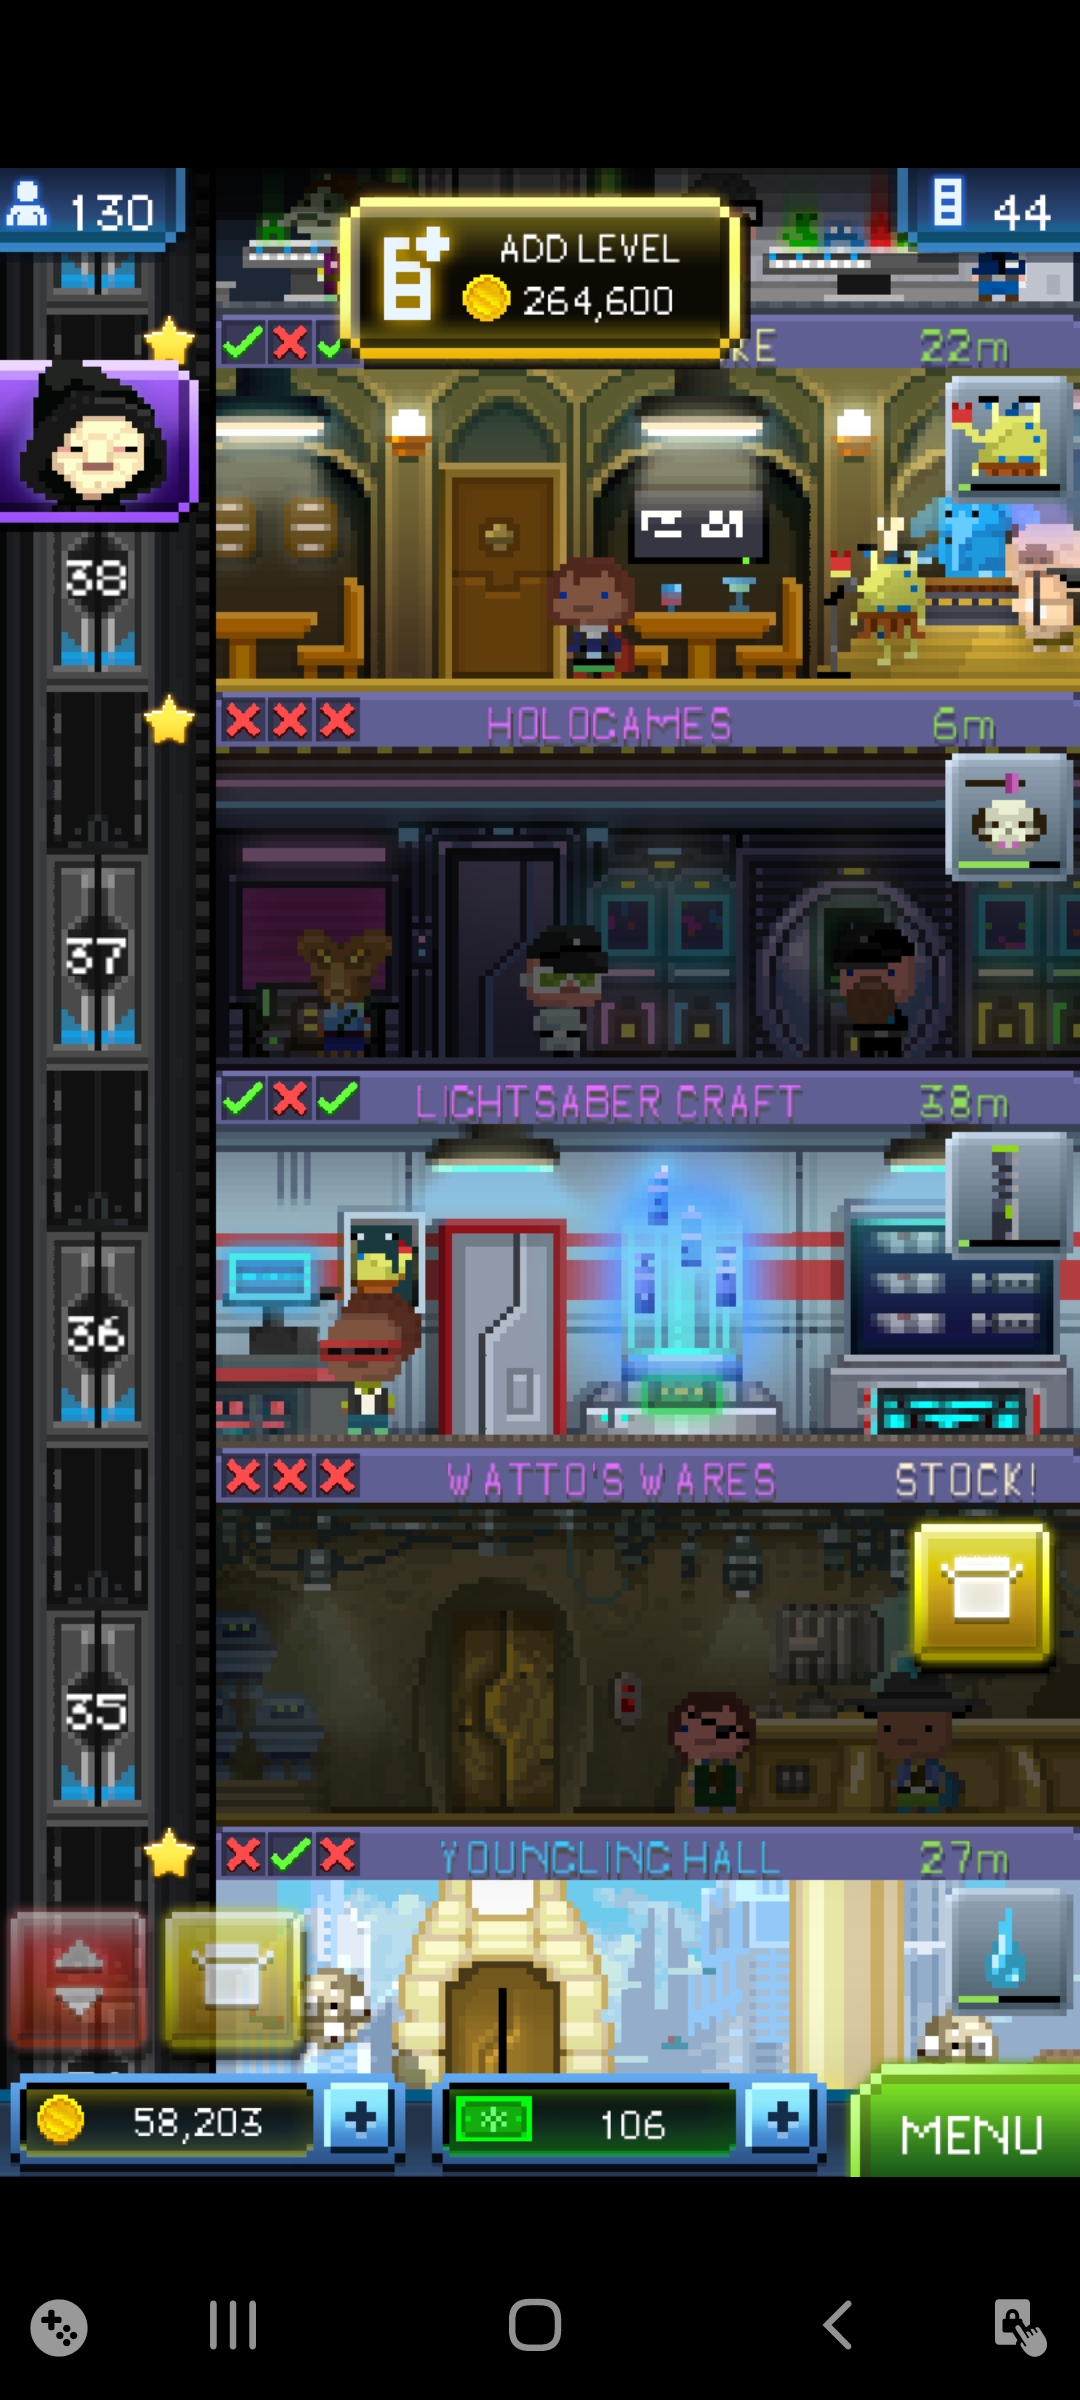 130
44
ADD LEVEL
264,600
KE
22m
38
HOLOGAMES
6m
37
LIGHTSABER CRAFT
38m
36
WATTO'S WARES
STOCK!
35
YOUNGLING HALL
27m
58,203
106
MENU